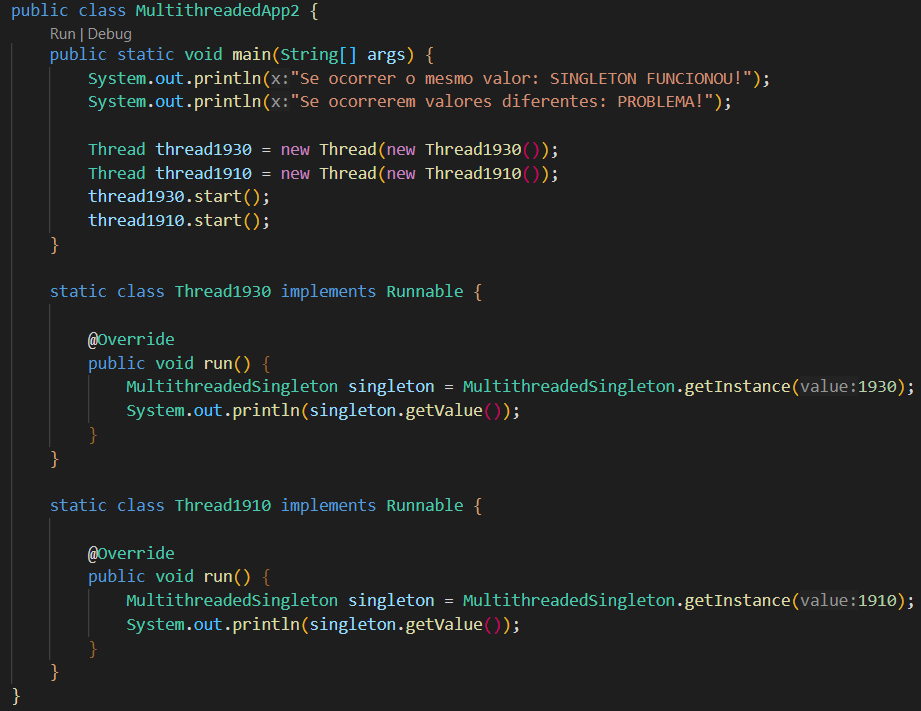 public class MultithreadedApp2 {
Run | Debug
public static void main(String[] args) {
System.out.println(x:"Se ocorrer o mesmo valor: SINGLETON FUNCIONOU!");
System.out.println(x:"Se ocorrerem valores diferentes: PROBLEMA!");
Thread thread1930 = new Thread(new Thread1930());
Thread thread1910 = new Thread(new Thread1910());
thread1930.start();
thread1910.start();
}
static class Thread1930 implements Runnable {
@Override
public void run() {
MultithreadedSingleton singleton = MultithreadedSingleton.getInstance(value:1930);
System.out.println(singleton.getValue());
}
}
static class Thread1910 implements Runnable {
@Override
public void run() {
MultithreadedSingleton singleton = MultithreadedSingleton.getInstance(value:1910);
System.out.println(singleton.getValue());
}
}
}